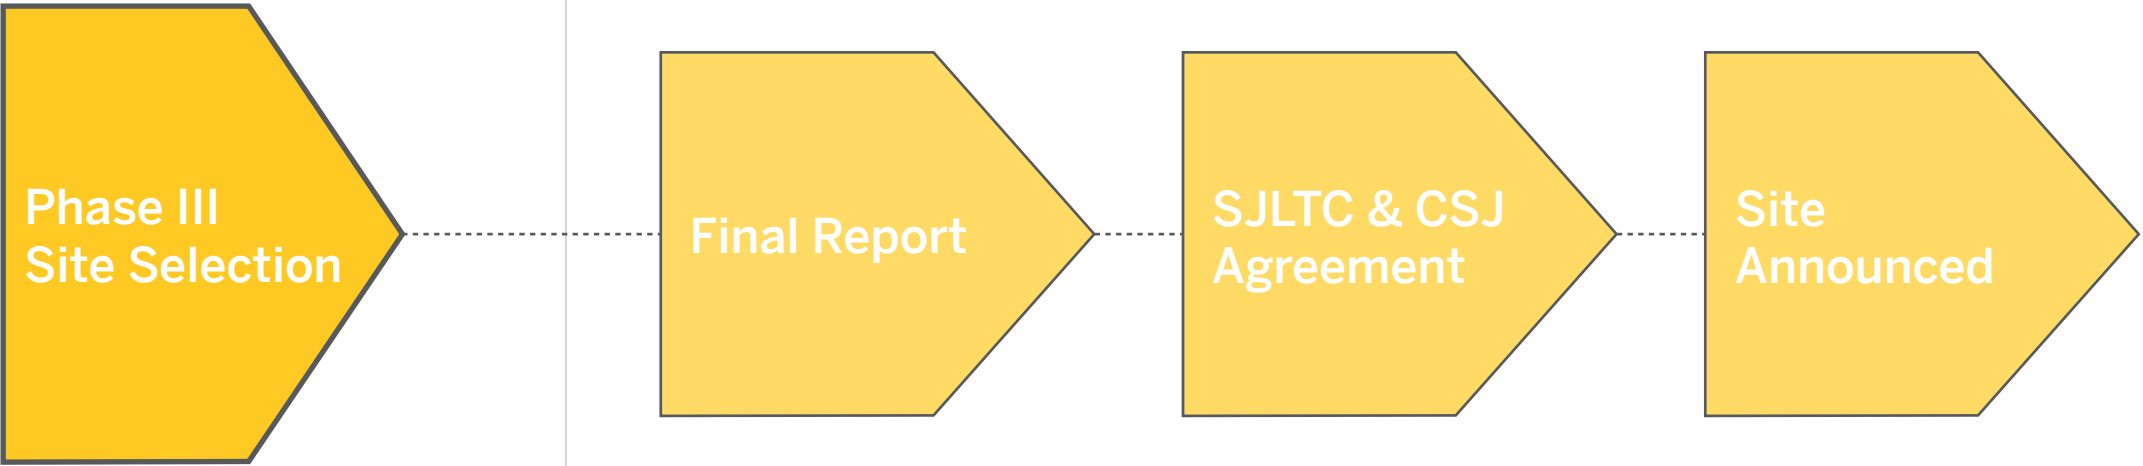 Phase III
Site Selection
Final Report
SJLTC & CSJ
Agreement
Site
Announced